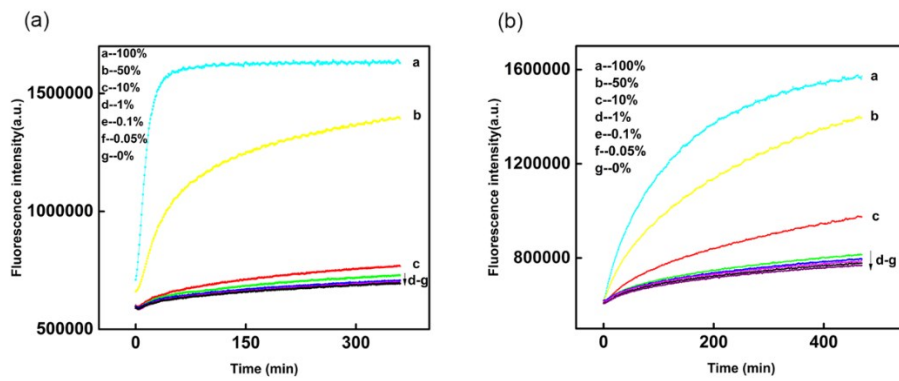 (a)
a--100%
b--50%
c--10%
d--1%
e--0.1%
f--0.05%
g--0%
a
b
c
d-g
1500000
1000000
500000
0
150
300
Fluorescence intensity(a.u.)
Time (min)
(b)
a--100%
b--50%
c--10%
d--1%
e--0.1%
f--0.05%
g--0%
a
b
c
d-g
1600000
1200000
800000
0
200
400
Fluorescence intensity(a.u.)
Time (min)